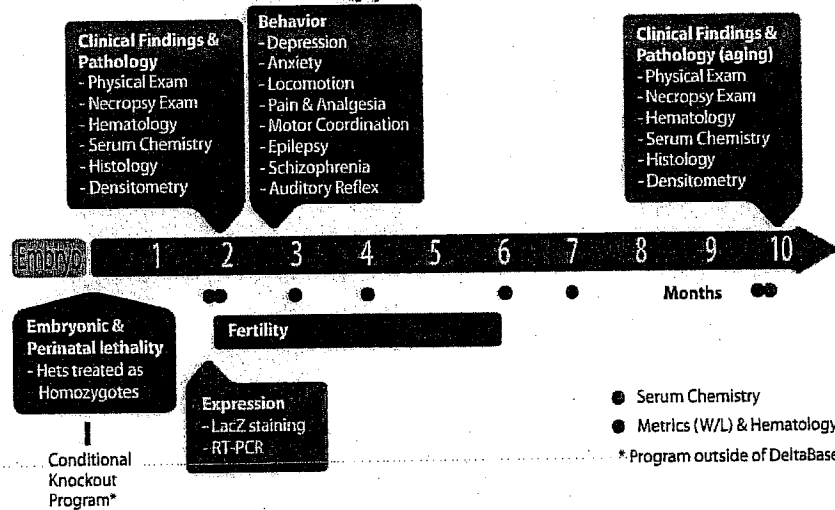 Clinical Findings &
Pathology
- Physical Exam
- Necropsy Exam
- Hematology
- Serum Chemistry
- Histology
- Densitometry
Behavior
- Depression
- Anxiety
- Locomotion
- Pain & Analgesia
- Motor Coordination
- Epilepsy
- Schizophrenia
- Auditory Reflex
Clinical Findings &
Pathology (aging)
- Physical Exam
- Necropsy Exam
- Hematology
- Serum Chemistry
- Histology
- Densitometry
Embryo 1 2 3 4 5 6 7 8 9 10
Months
Embryonic &
Perinatal lethality
- Hets treated as
Homozygotes
Fertility
Expression
- LacZ staining
- RT-PCR
Conditional
Knockout
Program*
Serum Chemistry
Metrics (W/L) & Hematology
* Program outside of DeltaBase